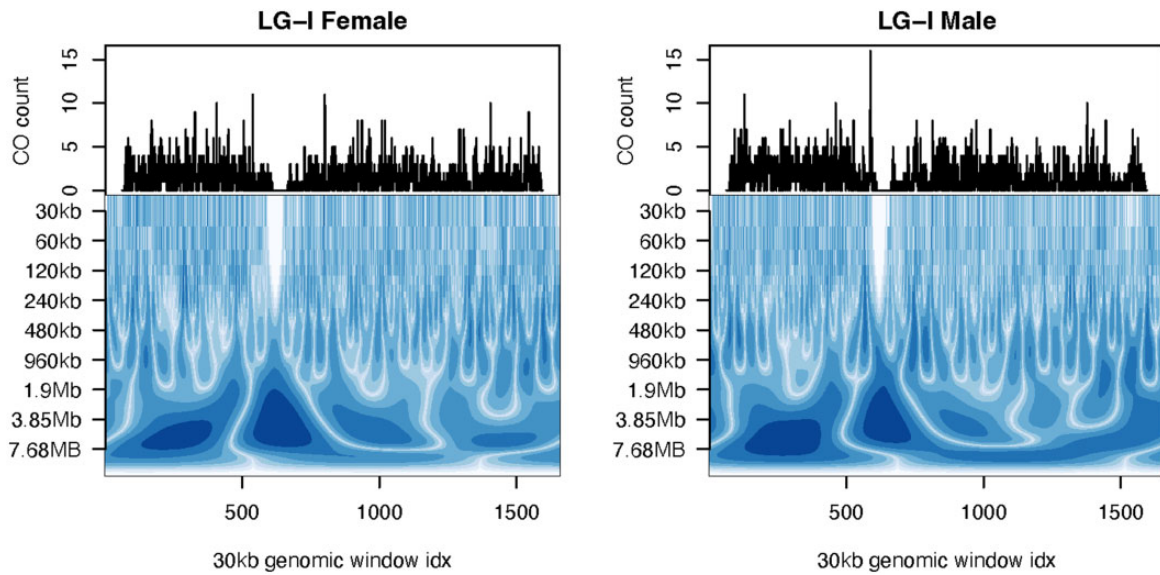 LG–I Female
CO count
15
10
5
0
30kb
60kb
120kb
240kb
480kb
960kb
1.9Mb
3.85Mb
7.68MB
500
1000
1500
30kb genomic window idx
LG–I Male
CO count
15
10
5
0
30kb
60kb
120kb
240kb
480kb
960kb
1.9Mb
3.85Mb
7.68MB
500
1000
1500
30kb genomic window idx